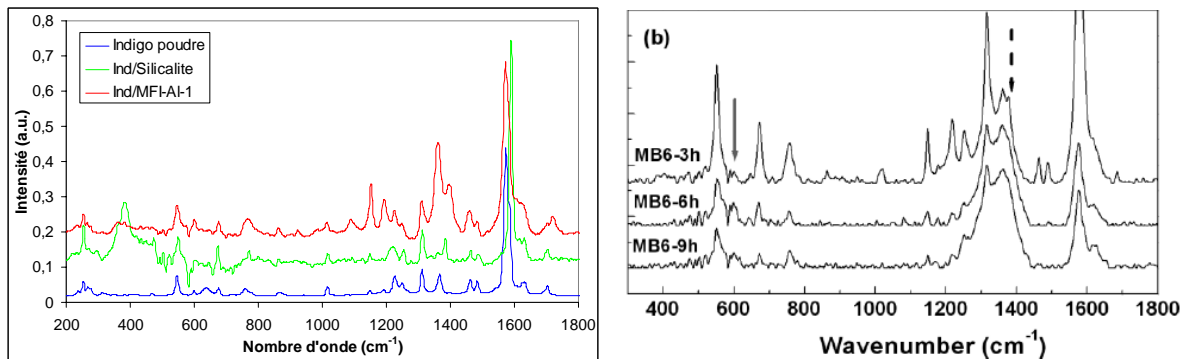 0,8
0,7
0,6
0,5
0,4
0,3
0,2
0,1
0
Intensité (a.u.)
Indigo poudre
Ind/Silicalite
Ind/MFI-Al-1
200 400 600 800 1000 1200 1400 1600 1800
Nombre d'onde (cm-1)
(b)
MB6-3h
MB6-6h
MB6-9h
400 600 800 1000 1200 1400 1600 1800
Wavenumber (cm-1)